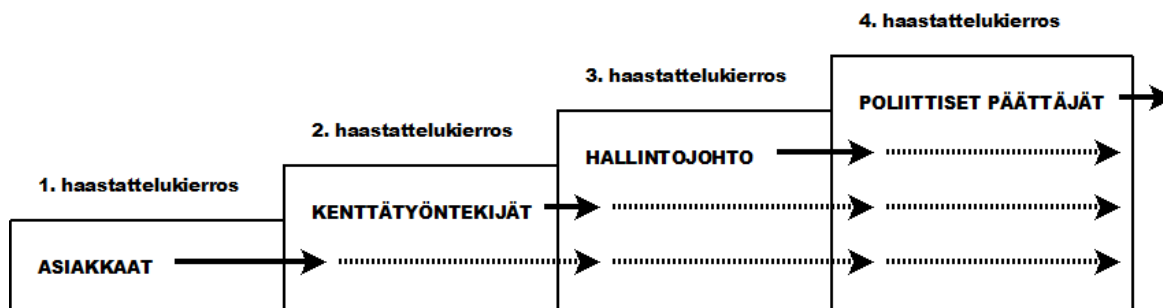 4. haastattelukierros
3. haastattelukierros
POLIITTISET PÄÄTTÄJÄT
2. haastattelukierros
HALLINTOJOHTO
1. haastattelukierros
KENTTÄTYÖNTEKIJÄT
ASIAKKAAT